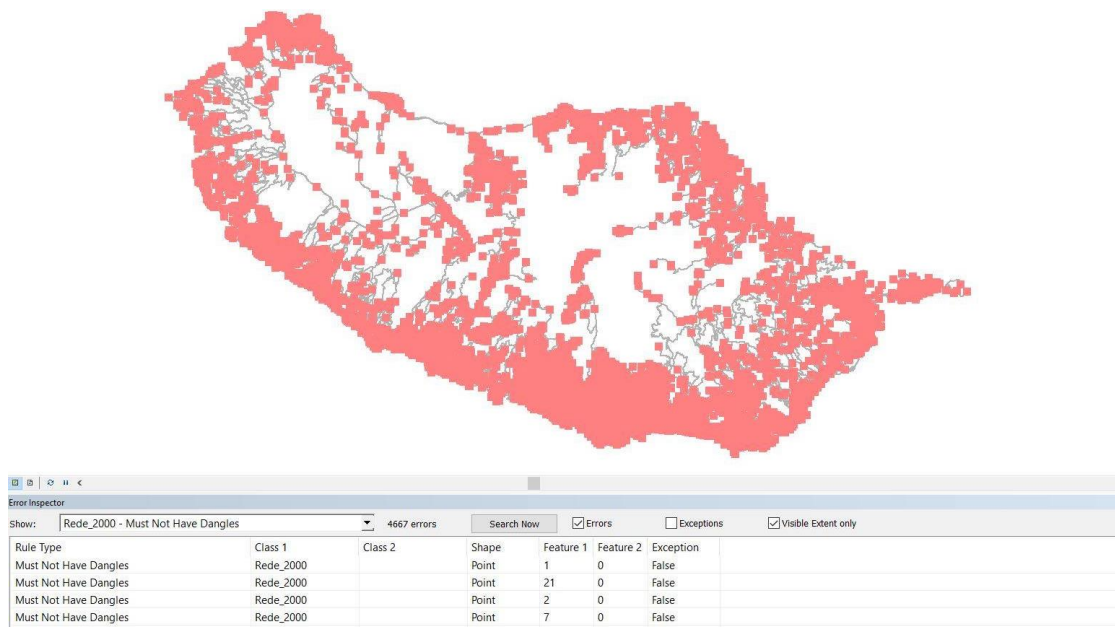 Error Inspector
Show: Rede_2000 - Must Not Have Dangles 4667 errors Search Now Errors Exceptions Visible Extent only
Rule Type Class 1 Class 2 Shape Feature 1 Feature 2 Exception
Must Not Have Dangles Rede_2000 Point 1 0 False
Must Not Have Dangles Rede_2000 Point 21 0 False
Must Not Have Dangles Rede_2000 Point 2 0 False
Must Not Have Dangles Rede_2000 Point 7 0 False